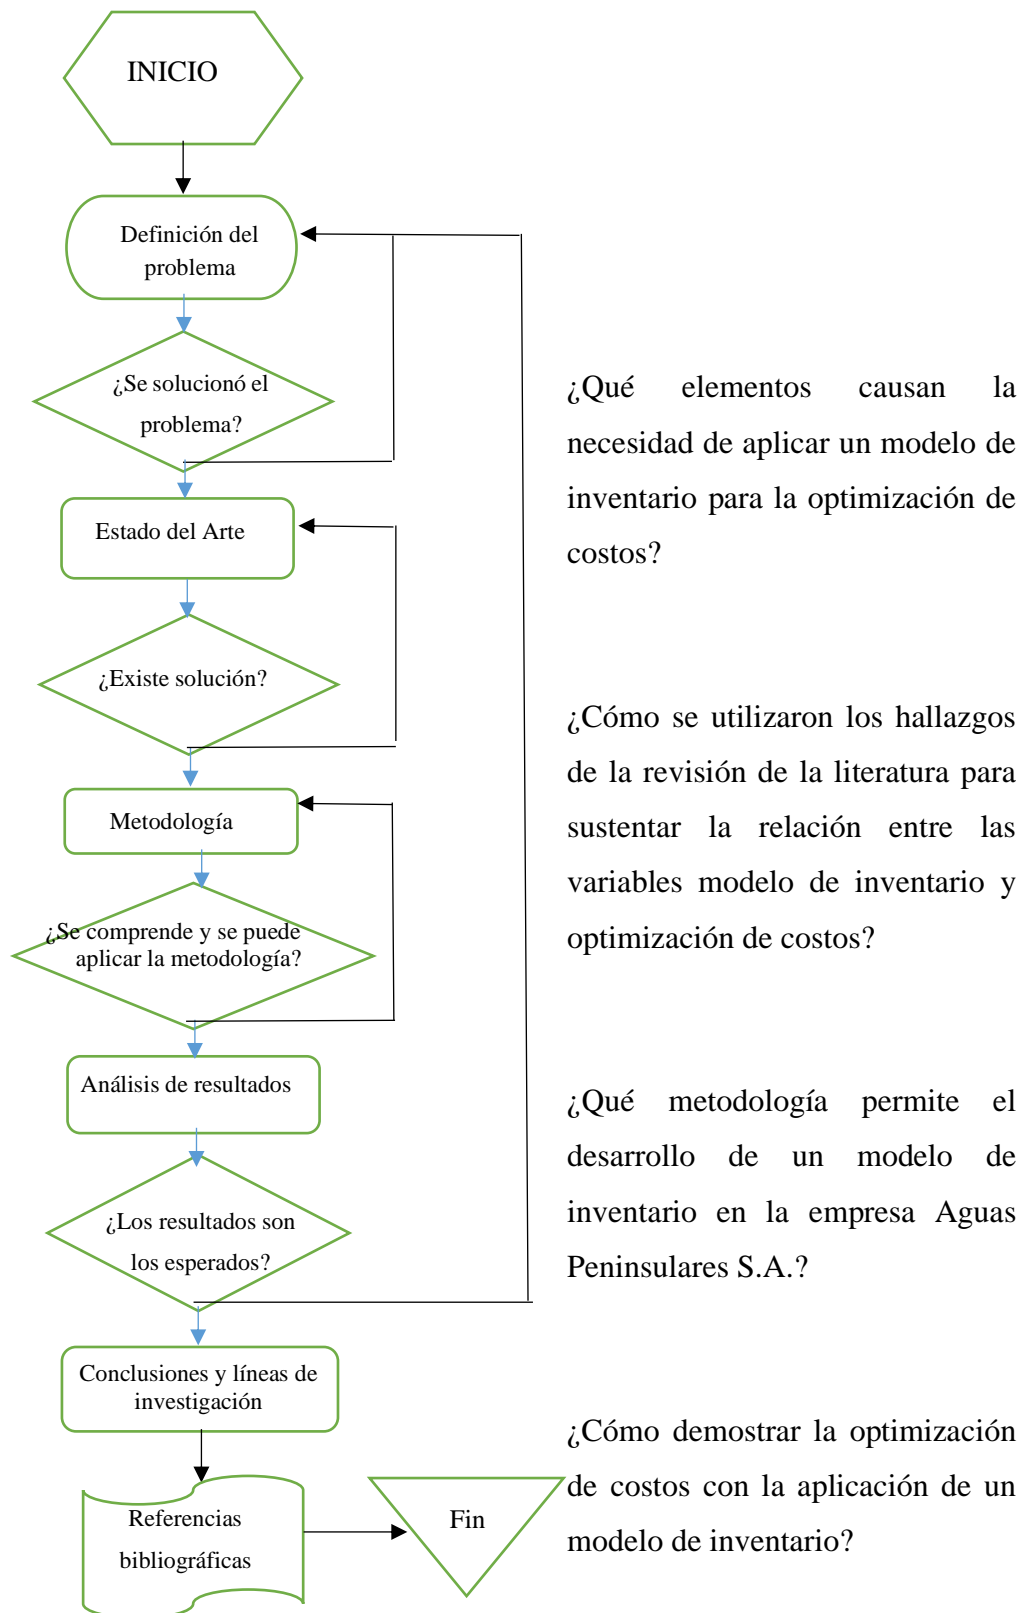 INICIO
Definición del
problema
¿Se solucionó el
problema?
Estado del Arte
¿Existe solución?
Metodología
¿Se comprende y se puede
aplicar la metodología?
Análisis de resultados
¿Los resultados son
los esperados?
Conclusiones y líneas de
investigación
Referencias
bibliográficas
Fin
¿Qué elementos causan la
necesidad de aplicar un modelo de
inventario para la optimización de
costos?
¿Cómo se utilizaron los hallazgos
de la revisión de la literatura para
sustentar la relación entre las
variables modelo de inventario y
optimización de costos?
¿Qué metodología permite el
desarrollo de un modelo de
inventario en la empresa Aguas
Peninsulares S.A.?
¿Cómo demostrar la optimización
de costos con la aplicación de un
modelo de inventario?